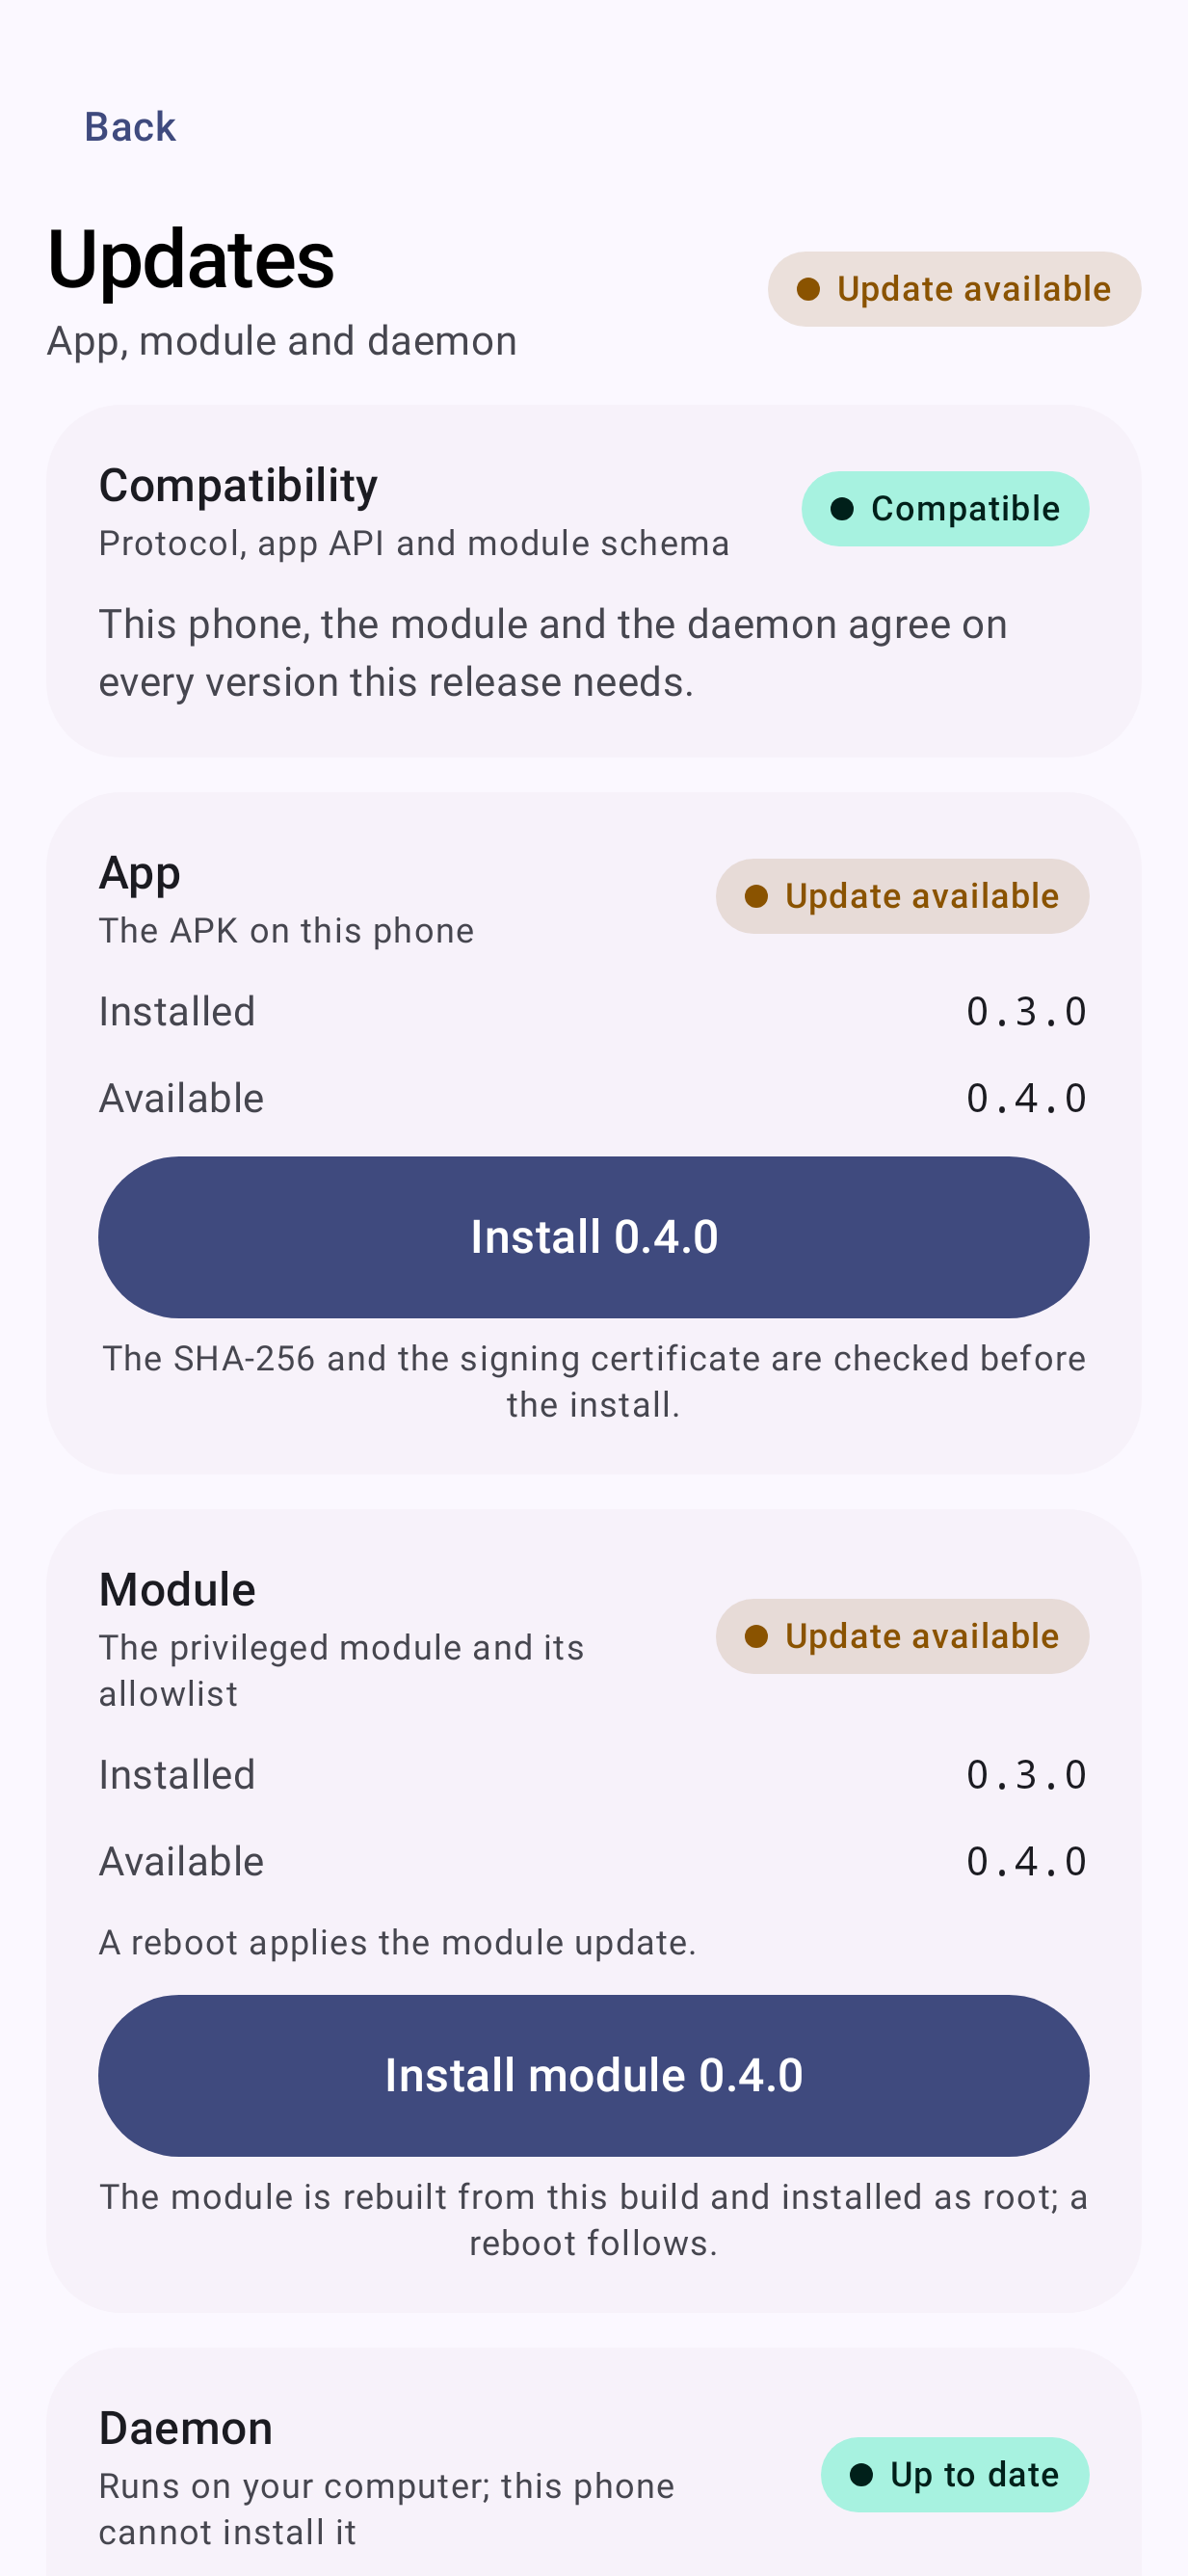 Back
Updates
Update available
App, module and daemon
Compatibility
Compatible
Protocol, app API and module schema
This phone, the module and the daemon agree on
every version this release needs.
App
Update available
The APK on this phone
Installed
0.3.0
Available
0.4.0
Install 0.4.0
The SHA-256 and the signing certificate are checked before
the install.
Module
Update available
The privileged module and its
allowlist
Installed
0.3.0
Available
0.4.0
A reboot applies the module update.
Install module 0.4.0
The module is rebuilt from this build and installed as root; a
reboot follows.
Daemon
Up to date
Runs on your computer; this phone
cannot install it